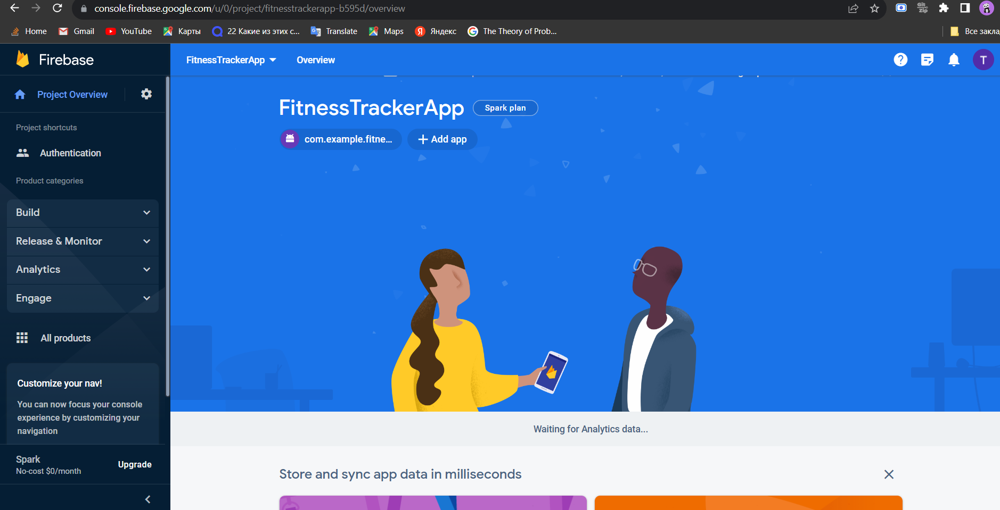 console.firebase.google.com/u/0/project/fitnesstrackerapp-b595d/overview
Git Zip
Home
Gmail
YouTube
Карты
22 Какие из этих с...
Translate
Maps
Яндекс
The Theory of Prob...
Все закла
Firebase
FitnessTrackerApp
Overview
T
Project Overview
Project shortcuts
Authentication
Product categories
Build
Release & Monitor
Analytics
Engage
All products
Customize your nav!
You can now focus your console
experience by customizing your
navigation
Spark
No-cost $0/month
Upgrade
FitnessTrackerApp
Spark plan
com.example.fitne...
Add app
Waiting for Analytics data...
Store and sync app data in milliseconds